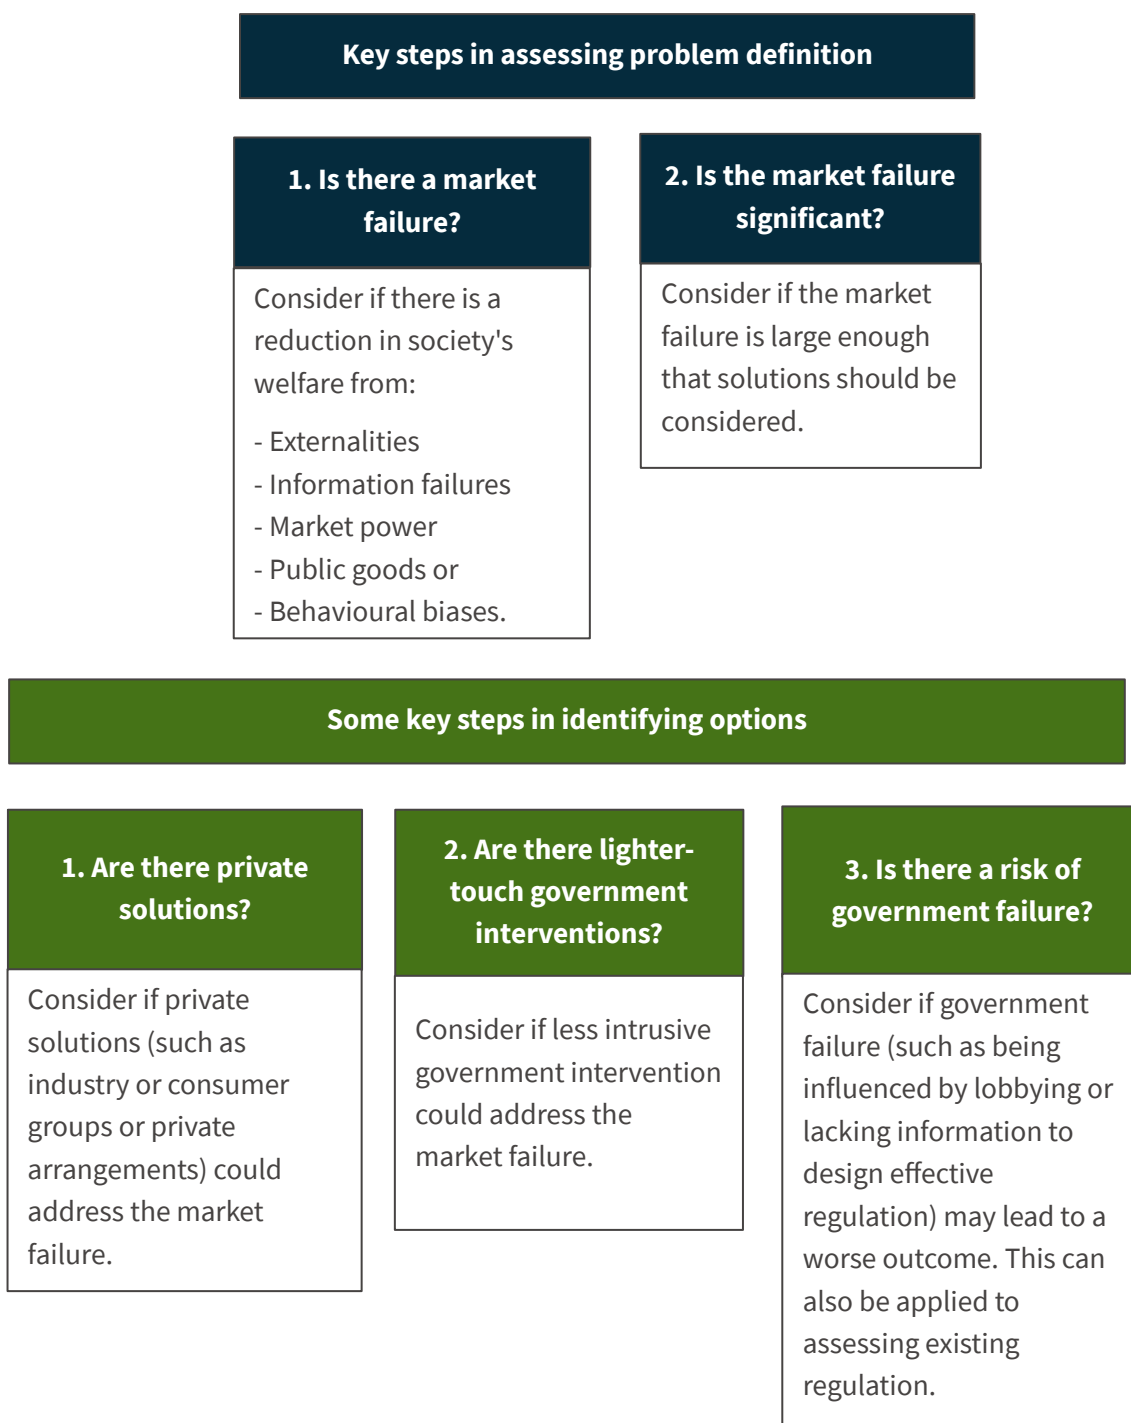 Key steps in assessing problem definition
1. Is there a market
failure?
Consider if there is a
reduction in society's
welfare from:
- Externalities
- Information failures
- Market power
- Public goods or
- Behavioural biases.
2. Is the market failure
significant?
Consider if the market
failure is large enough
that solutions should be
considered.
Some key steps in identifying options
1. Are there private
solutions?
Consider if private
solutions (such as
industry or consumer
groups or private
arrangements) could
address the market
failure.
2. Are there lighter-
touch government
interventions?
Consider if less intrusive
government intervention
could address the
market failure.
3. Is there a risk of
government failure?
Consider if government
failure (such as being
influenced by lobbying or
lacking information to
design effective
regulation) may lead to a
worse outcome. This can
also be applied to
assessing existing
regulation.